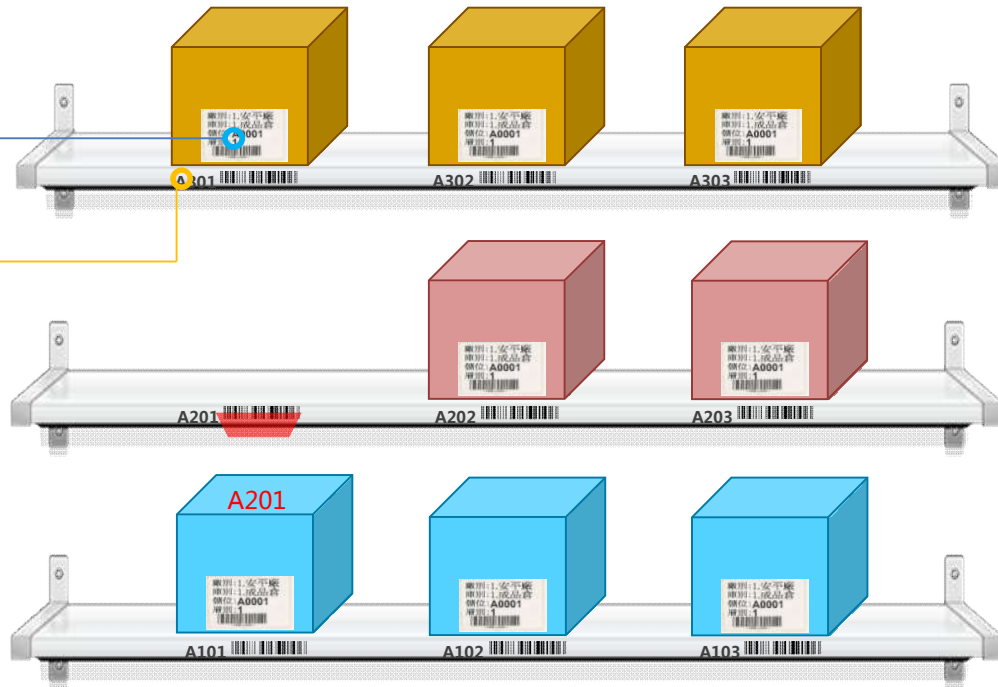 廠別:1.安平廠
庫別:1.成品倉
儲位:A0001
層別:1
廠別:1.安平廠
庫別:1.成品倉
儲位:A0001
層別:1
廠別:1.安平廠
庫別:1.成品倉
儲位:A0001
層別:1
A301
A302
A303
廠別:1.安平廠
庫別:1.成品倉
儲位:A0001
層別:1
廠別:1.安平廠
庫別:1.成品倉
儲位:A0001
層別:1
A201
A202
A203
A201
廠別:1.安平廠
庫別:1.成品倉
儲位:A0001
層別:1
廠別:1.安平廠
庫別:1.成品倉
儲位:A0001
層別:1
廠別:1.安平廠
庫別:1.成品倉
儲位:A0001
層別:1
A101
A102
A103